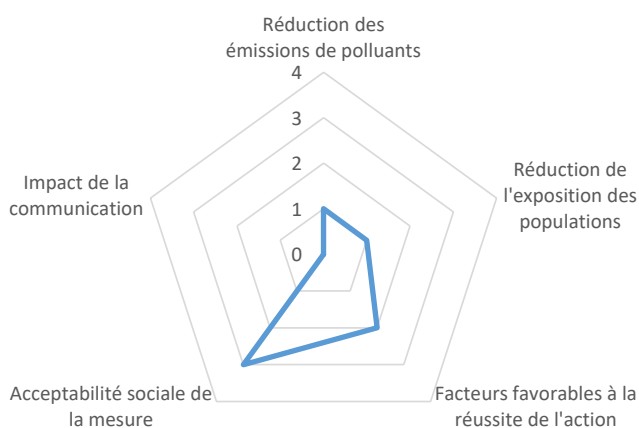 Réduction des
émissions de polluants
4
3
2
1
0
Réduction de
l'exposition des
populations
Facteurs favorables à la
réussite de l'action
Acceptabilité sociale de
la mesure
Impact de la
communication